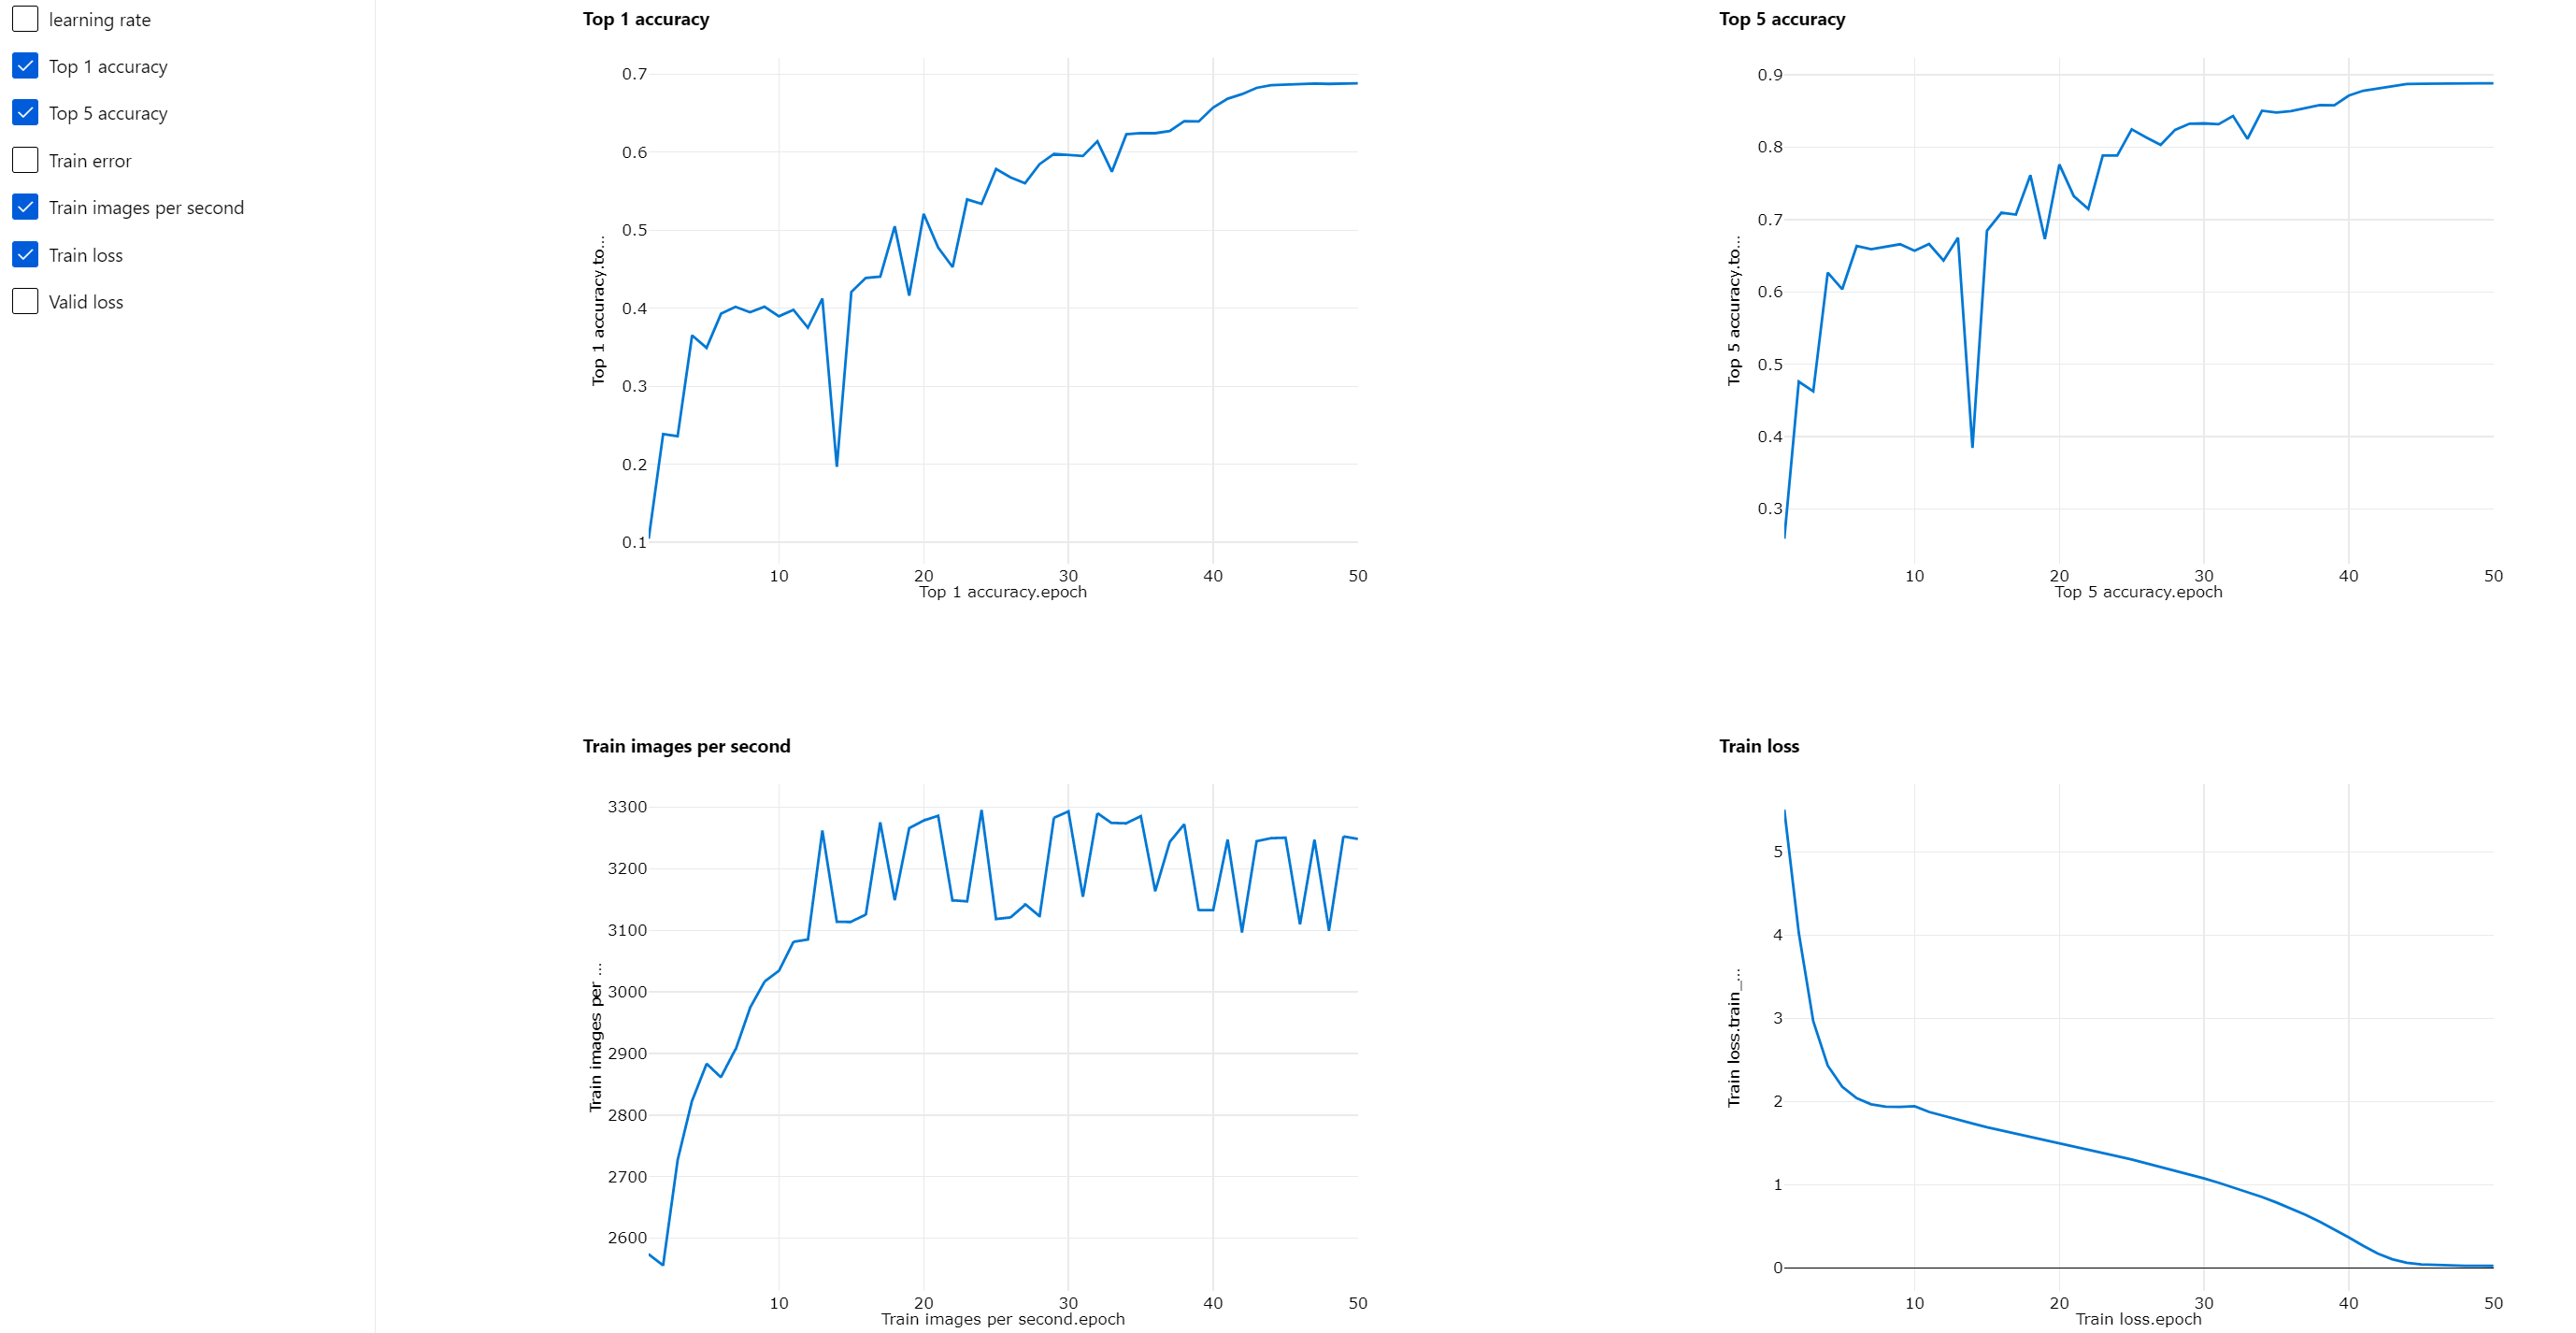 learning rate
Top 1 accuracy
Top 5 accuracy
Train error
Train images per second
Train loss
Valid loss
Top 1 accuracy
0.7
0.6
0.5
0.4
0.3
0.2
0.1
Top 1 accuracy.to...
10 20 30 40 50
Top 1 accuracy.epoch
Top 5 accuracy
0.9
0.8
0.7
0.6
0.5
0.4
0.3
Top 5 accuracy.to...
10 20 30 40 50
Top 5 accuracy.epoch
Train images per second
3300
3200
3100
3000
2900
2800
2700
2600
Train images per ...
10 20 30 40 50
Train images per second.epoch
Train loss
5
4
3
2
1
0
Train loss.train_...
10 20 30 40 50
Train loss.epoch